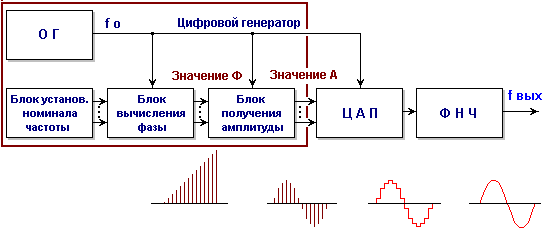 О Г
f о
Цифровой генератор
Значение Ф
Значение А
Блок установ.
номинала
частоты
Блок
вычисления
фазы
Блок
получения
амплитуды
Ц А П
Ф Н Ч
f вых